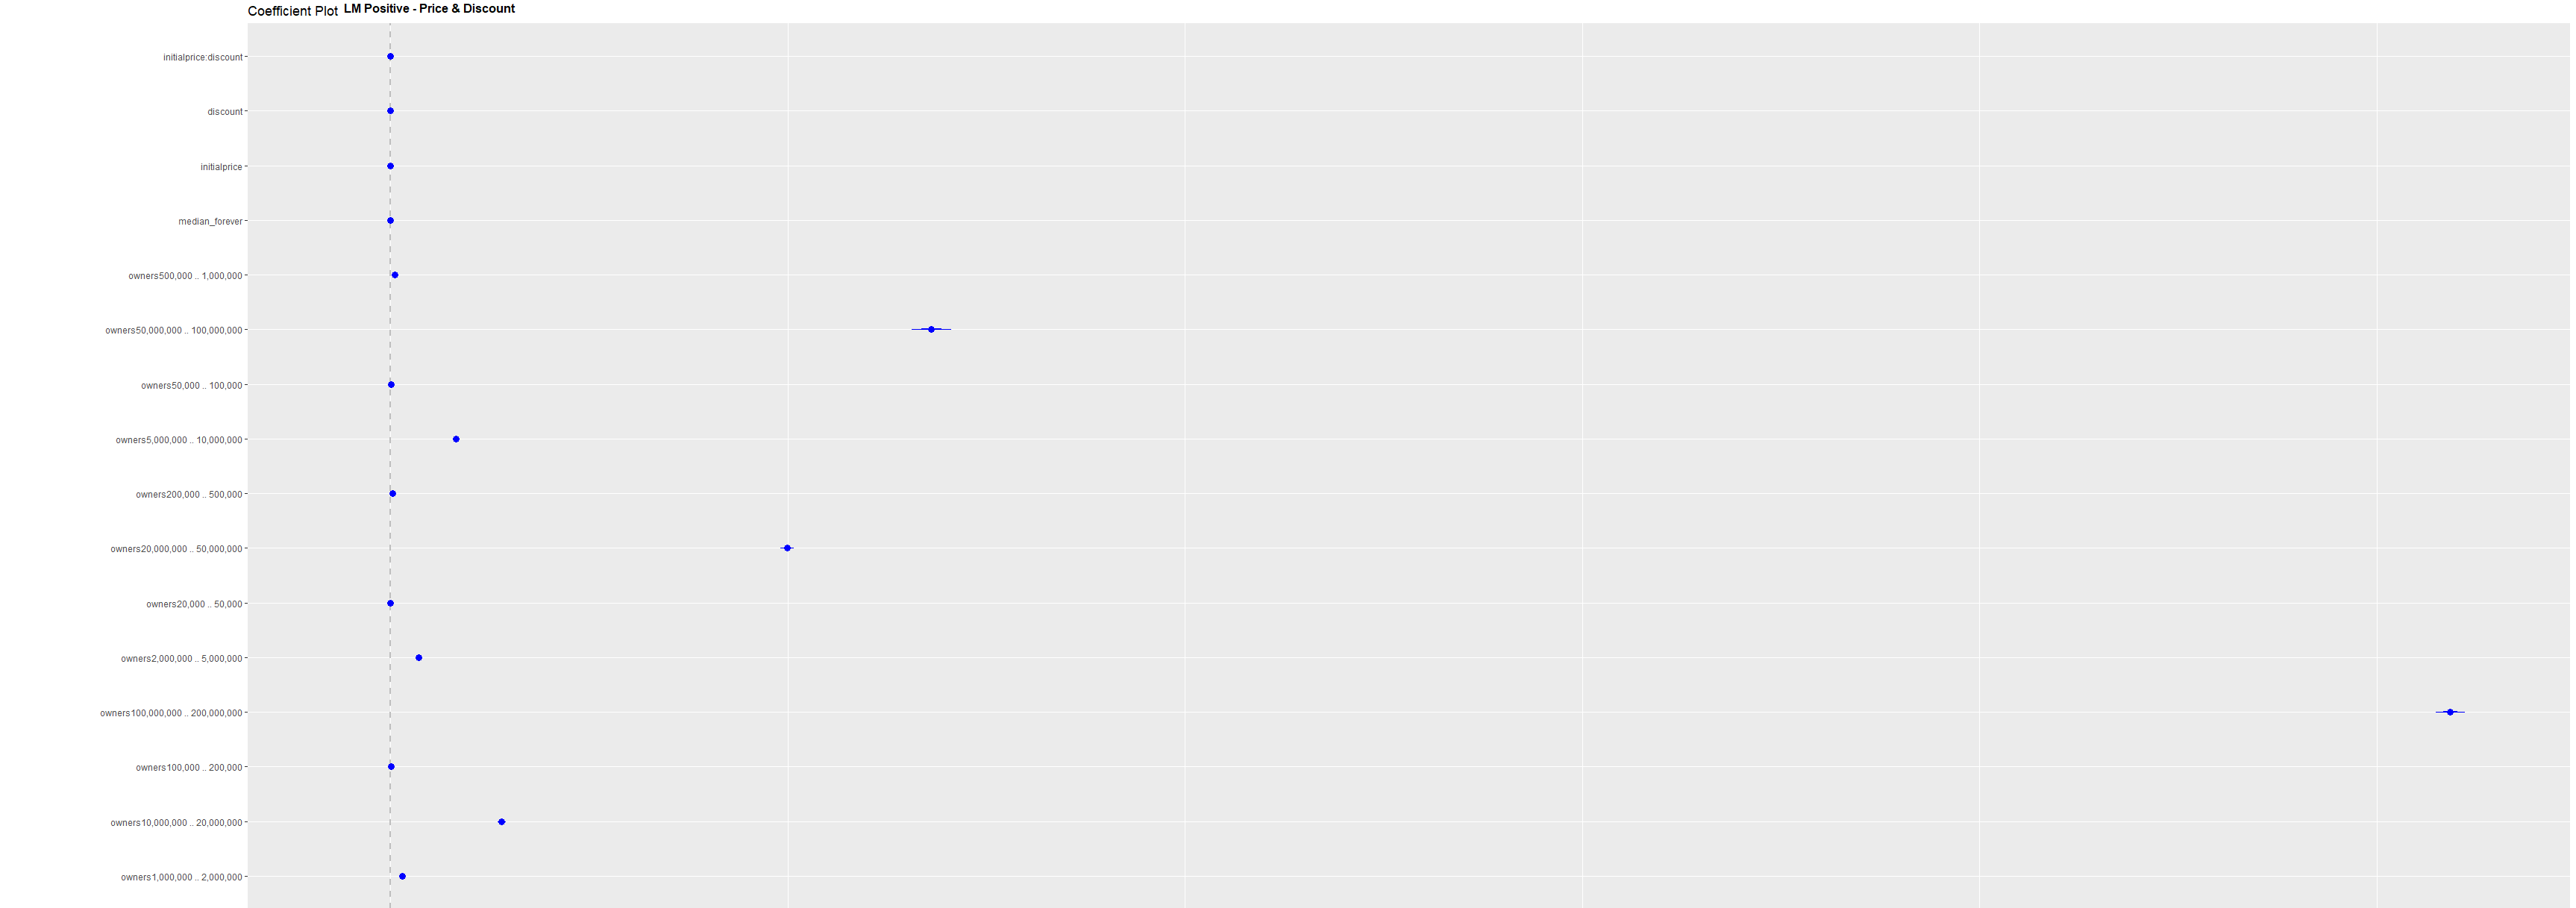 Coefficient Plot LM Positive - Price & Discount
initialprice:discount
discount
initialprice
median_forever
owners500,000 .. 1,000,000
owners50,000,000 .. 100,000,000
owners50,000 .. 100,000
owners5,000,000 .. 10,000,000
owners200,000 .. 500,000
owners20,000,000 .. 50,000,000
owners20,000 .. 50,000
owners2,000,000 .. 5,000,000
owners100,000,000 .. 200,000,000
owners100,000 .. 200,000
owners10,000,000 .. 20,000,000
owners1,000,000 .. 2,000,000